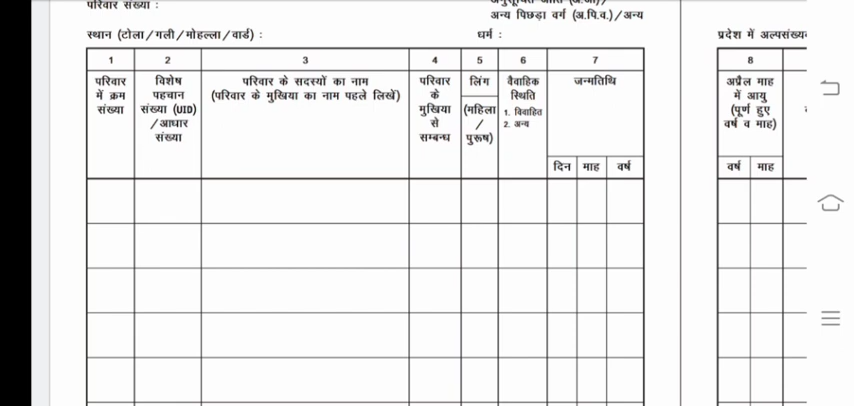 परिवार संख्या :
अनुसूचित जाति (अ.जा)/
अन्य पिछड़ा वर्ग (अ.पि.व.)/अन्य
स्थान (टोला/गली/मोहल्ला/वार्ड) :
धर्म :
प्रदेश में अल्पसंख्य
1 2 3 4 5 6 7 8
परिवार में क्रम संख्या
विशेष पहचान संख्या (UID) /आधार संख्या
परिवार के सदस्यों का नाम
(परिवार के मुखिया का नाम पहले लिखें)
परिवार के मुखिया से सम्बन्ध
लिंग
(महिला / पुरूष)
वैवाहिक स्थिति
1. विवाहित
2. अन्य
जन्मतिथि
दिन माह वर्ष
अप्रैल माह में आयु (पूर्ण हुए वर्ष व माह)
वर्ष माह